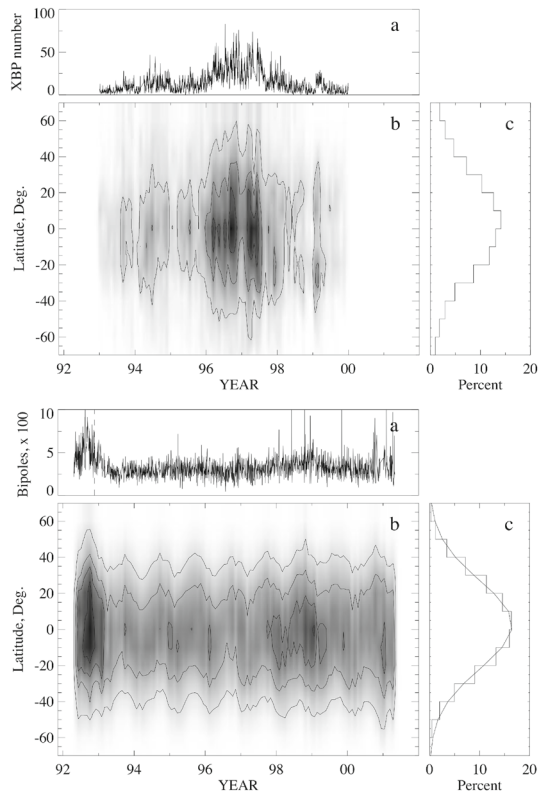 100
50
0
XBP number
a
60
40
20
0
-20
-40
-60
Latitude, Deg.
b
c
92 94 96 98 00
YEAR
0 10 20
Percent
10
5
0
Bipoles, x 100
a
60
40
20
0
-20
-40
-60
Latitude, Deg.
b
c
92 94 96 98 00
YEAR
0 10 20
Percent